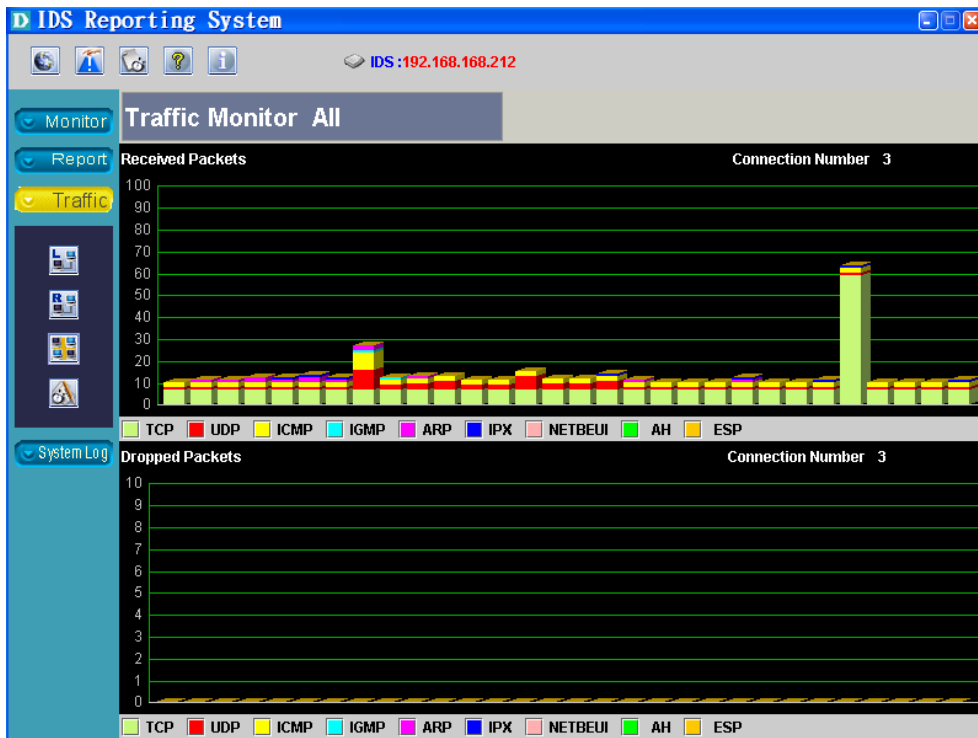 D IDS Reporting System
IDS :192.168.168.212
Monitor
Report
Traffic
L
R
System Log
Traffic Monitor All
Received Packets Connection Number 3
100
90
80
70
60
50
40
30
20
10
0
TCP UDP ICMP IGMP ARP IPX NETBEUI AH ESP
Dropped Packets Connection Number 3
10
9
8
7
6
5
4
3
2
1
0
TCP UDP ICMP IGMP ARP IPX NETBEUI AH ESP